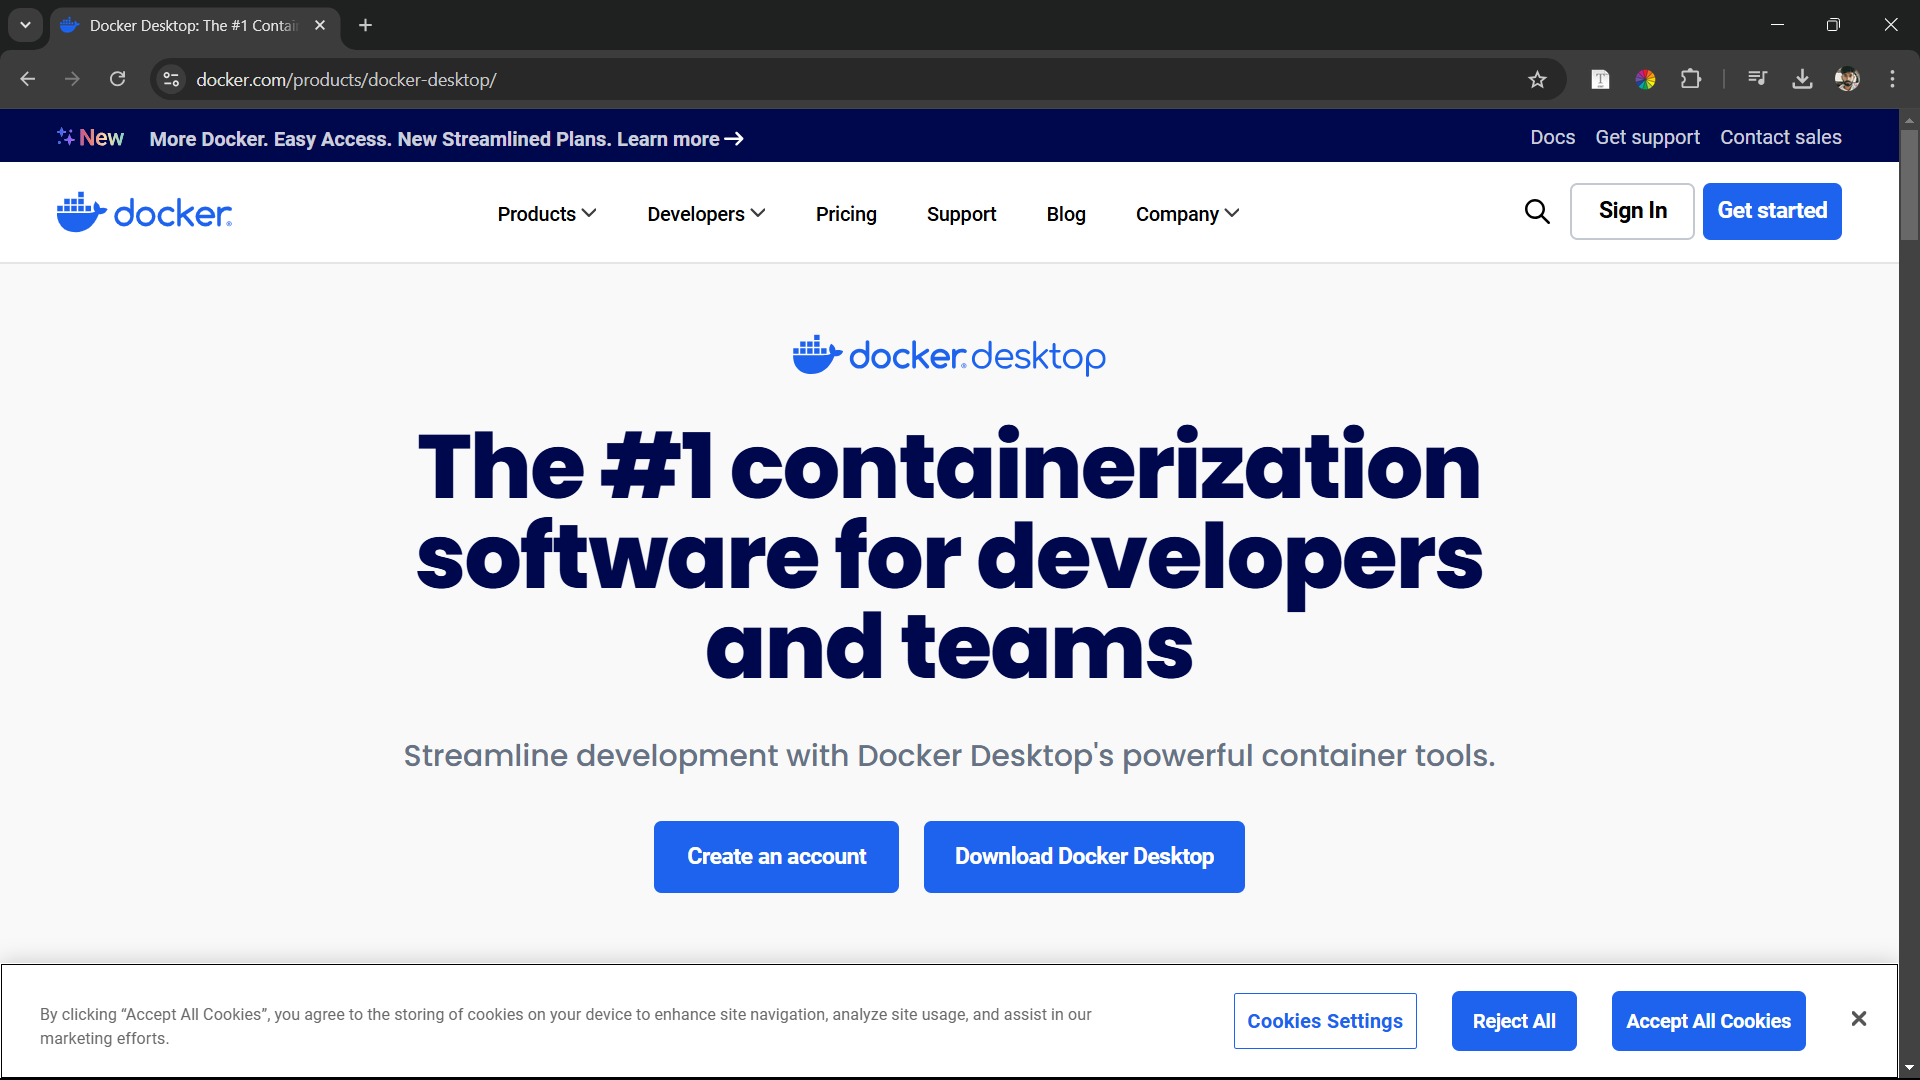 Docker Desktop: The #1 Contai
docker.com/products/docker-desktop/
New More Docker. Easy Access. New Streamlined Plans. Learn more → Docs Get support Contact sales
docker Products Developers Pricing Support Blog Company Sign In Get started
docker desktop
The #1 containerization
software for developers
and teams
Streamline development with Docker Desktop's powerful container tools.
Create an account Download Docker Desktop
By clicking “Accept All Cookies”, you agree to the storing of cookies on your device to enhance site navigation, analyze site usage, and assist in our
marketing efforts.
Cookies Settings Reject All Accept All Cookies